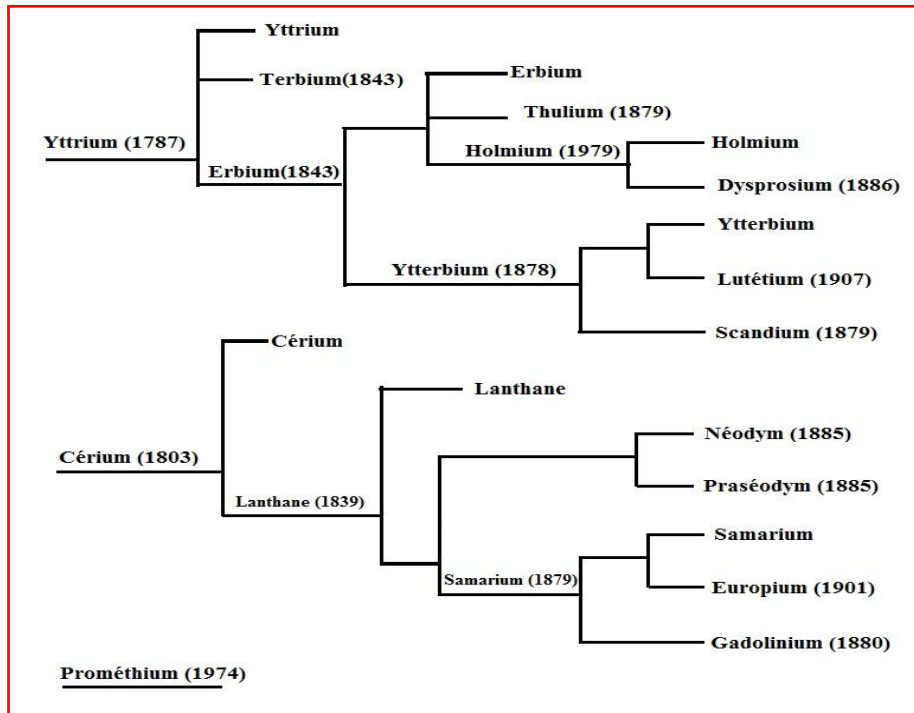 Yttrium
Terbium(1843)
Erbium
Thulium (1879)
Yttrium (1787)
Holmium (1979)
Holmium
Erbium(1843)
Dysprosium (1886)
Ytterbium
Ytterbium (1878)
Lutétium (1907)
Scandium (1879)
Cérium
Lanthane
Néodym (1885)
Cérium (1803)
Praséodym (1885)
Lanthane (1839)
Samarium
Samarium (1879)
Europium (1901)
Gadolinium (1880)
Prométhium (1974)